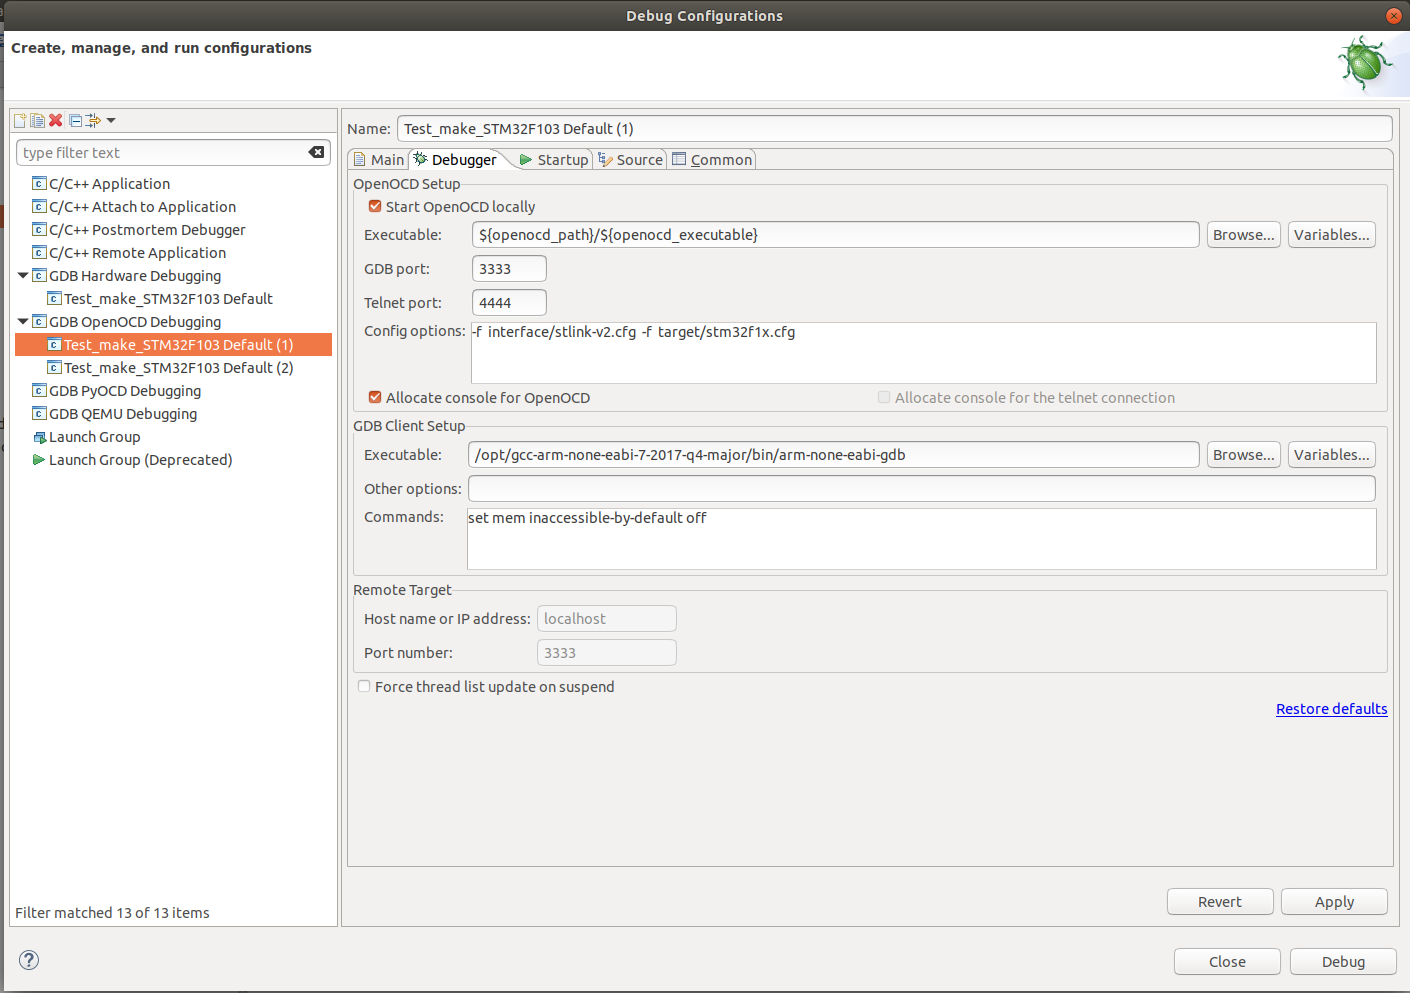 Debug Configurations
Create, manage, and run configurations
type filter text
C/C++ Application
C/C++ Attach to Application
C/C++ Postmortem Debugger
C/C++ Remote Application
GDB Hardware Debugging
Test_make_STM32F103 Default
GDB OpenOCD Debugging
Test_make_STM32F103 Default (1)
Test_make_STM32F103 Default (2)
GDB PyOCD Debugging
GDB QEMU Debugging
Launch Group
Launch Group (Deprecated)
Filter matched 13 of 13 items
Name: Test_make_STM32F103 Default (1)
Main Debugger Startup Source Common
OpenOCD Setup
Start OpenOCD locally
Executable: ${openocd_path}/${openocd_executable} Browse... Variables...
GDB port: 3333
Telnet port: 4444
Config options: -f interface/stlink-v2.cfg -f target/stm32f1x.cfg
Allocate console for OpenOCD Allocate console for the telnet connection
GDB Client Setup
Executable: /opt/gcc-arm-none-eabi-7-2017-q4-major/bin/arm-none-eabi-gdb Browse... Variables...
Other options:
Commands: set mem inaccessible-by-default off
Remote Target
Host name or IP address: localhost
Port number: 3333
Force thread list update on suspend
Restore defaults
Revert Apply
Close Debug